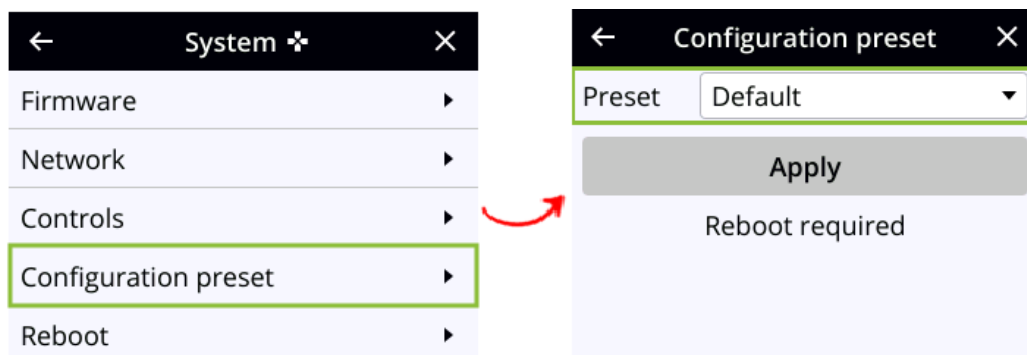 System
Firmware
Network
Controls
Configuration preset
Reboot
Configuration preset
Preset Default
Apply
Reboot required